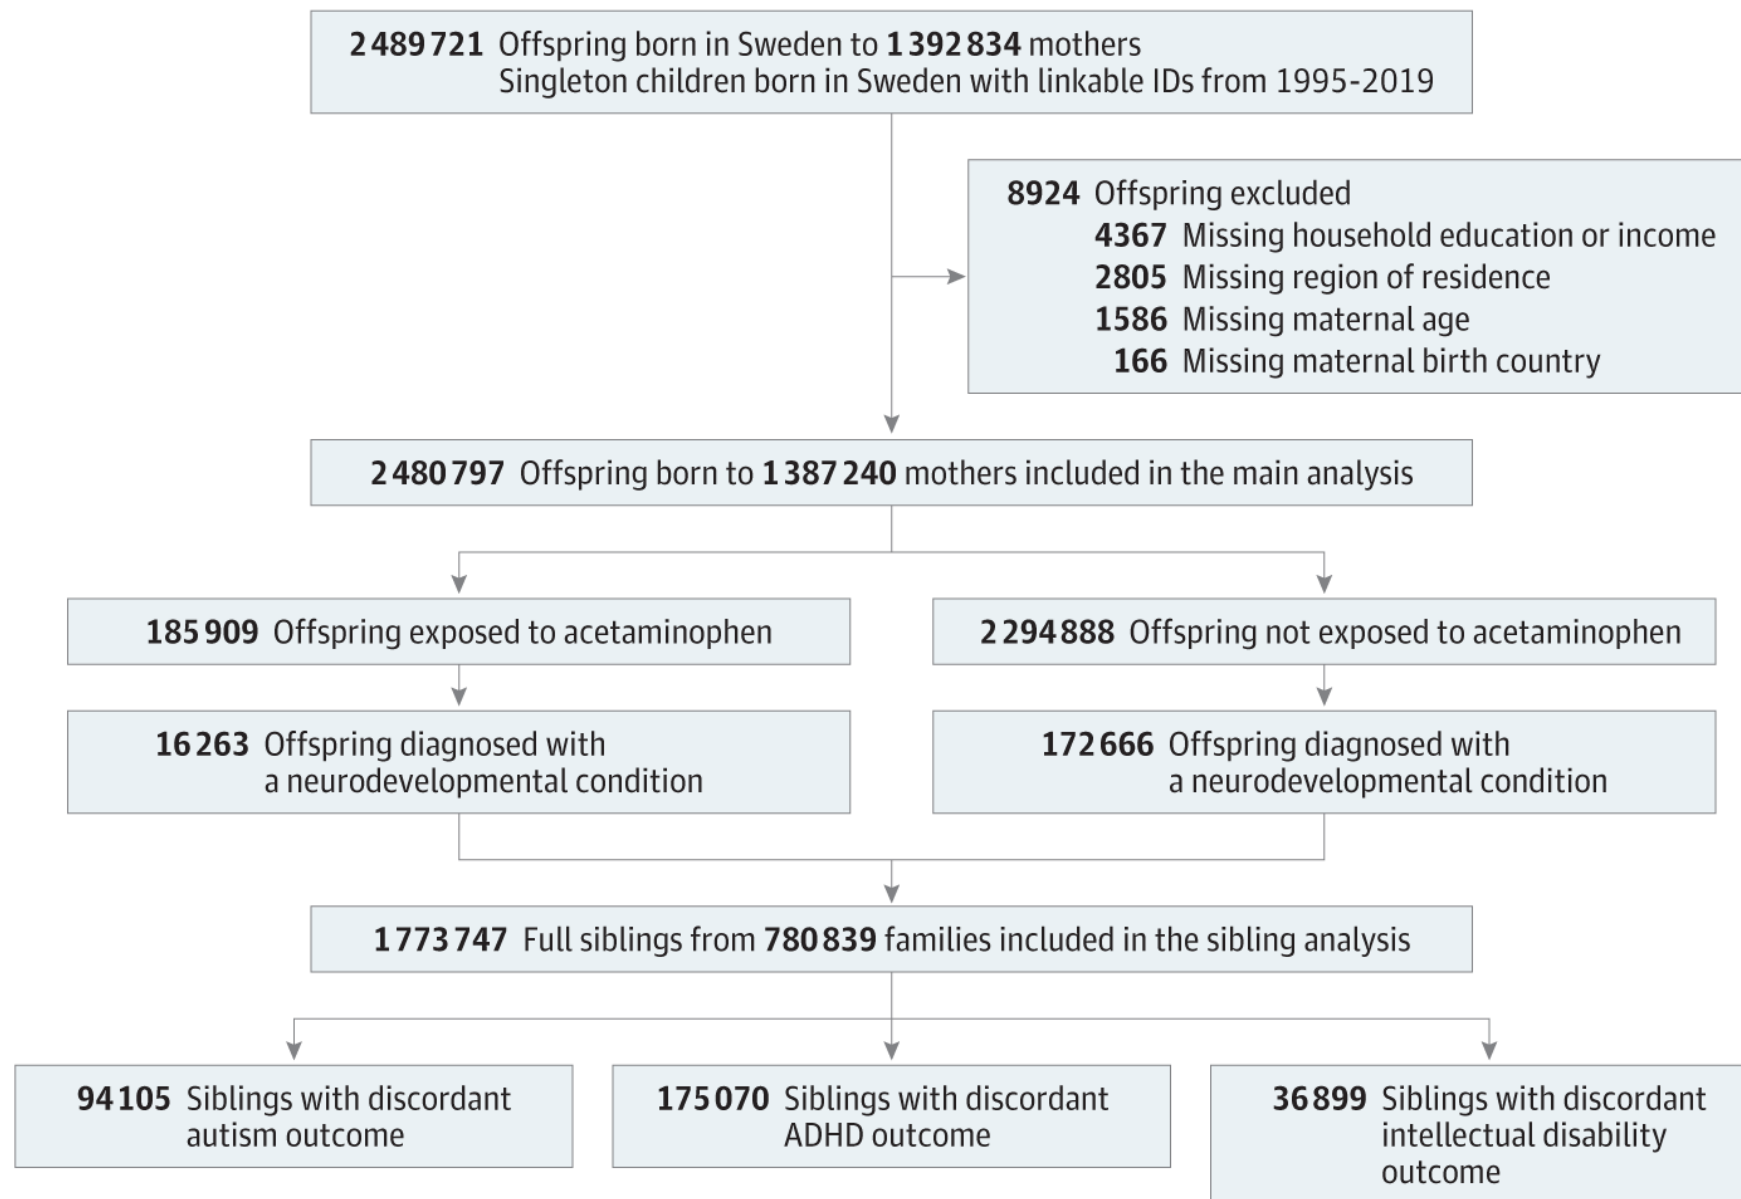 2 489 721 Offspring born in Sweden to 1 392 834 mothers
Singleton children born in Sweden with linkable IDs from 1995-2019
8924 Offspring excluded
4367 Missing household education or income
2805 Missing region of residence
1586 Missing maternal age
166 Missing maternal birth country
2 480 797 Offspring born to 1 387 240 mothers included in the main analysis
185 909 Offspring exposed to acetaminophen
2 294 888 Offspring not exposed to acetaminophen
16 263 Offspring diagnosed with
a neurodevelopmental condition
172 666 Offspring diagnosed with
a neurodevelopmental condition
1 773 747 Full siblings from 780 839 families included in the sibling analysis
94 105 Siblings with discordant
autism outcome
175 070 Siblings with discordant
ADHD outcome
36 899 Siblings with discordant
intellectual disability
outcome